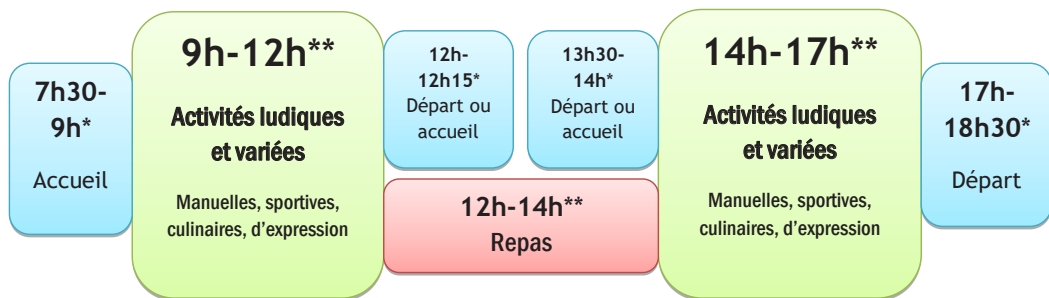 7h30-
9h*
Accueil
9h-12h**
Activités ludiques
et variées
Manuelles, sportives,
culinaires, d'expression
12h-
12h15*
Départ ou
accueil
13h30-
14h*
Départ ou
accueil
12h-14h**
Repas
14h-17h**
Activités ludiques
et variées
Manuelles, sportives,
culinaires, d'expression
17h-
18h30*
Départ